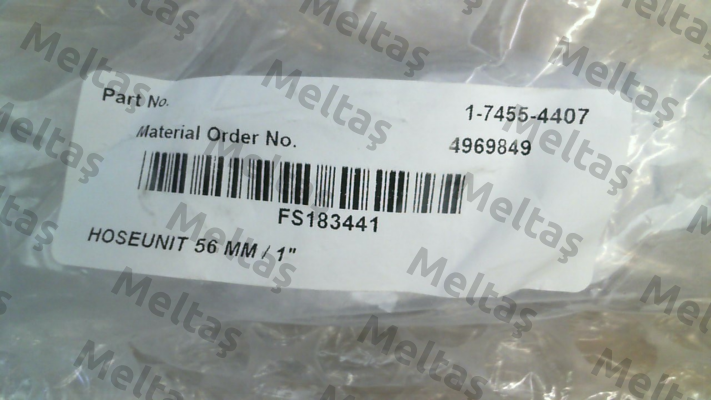 Part No. 1-7455-4407
Material Order No. 4969849
FS183441
HOSEUNIT 56 MM / 1"
Meltaş